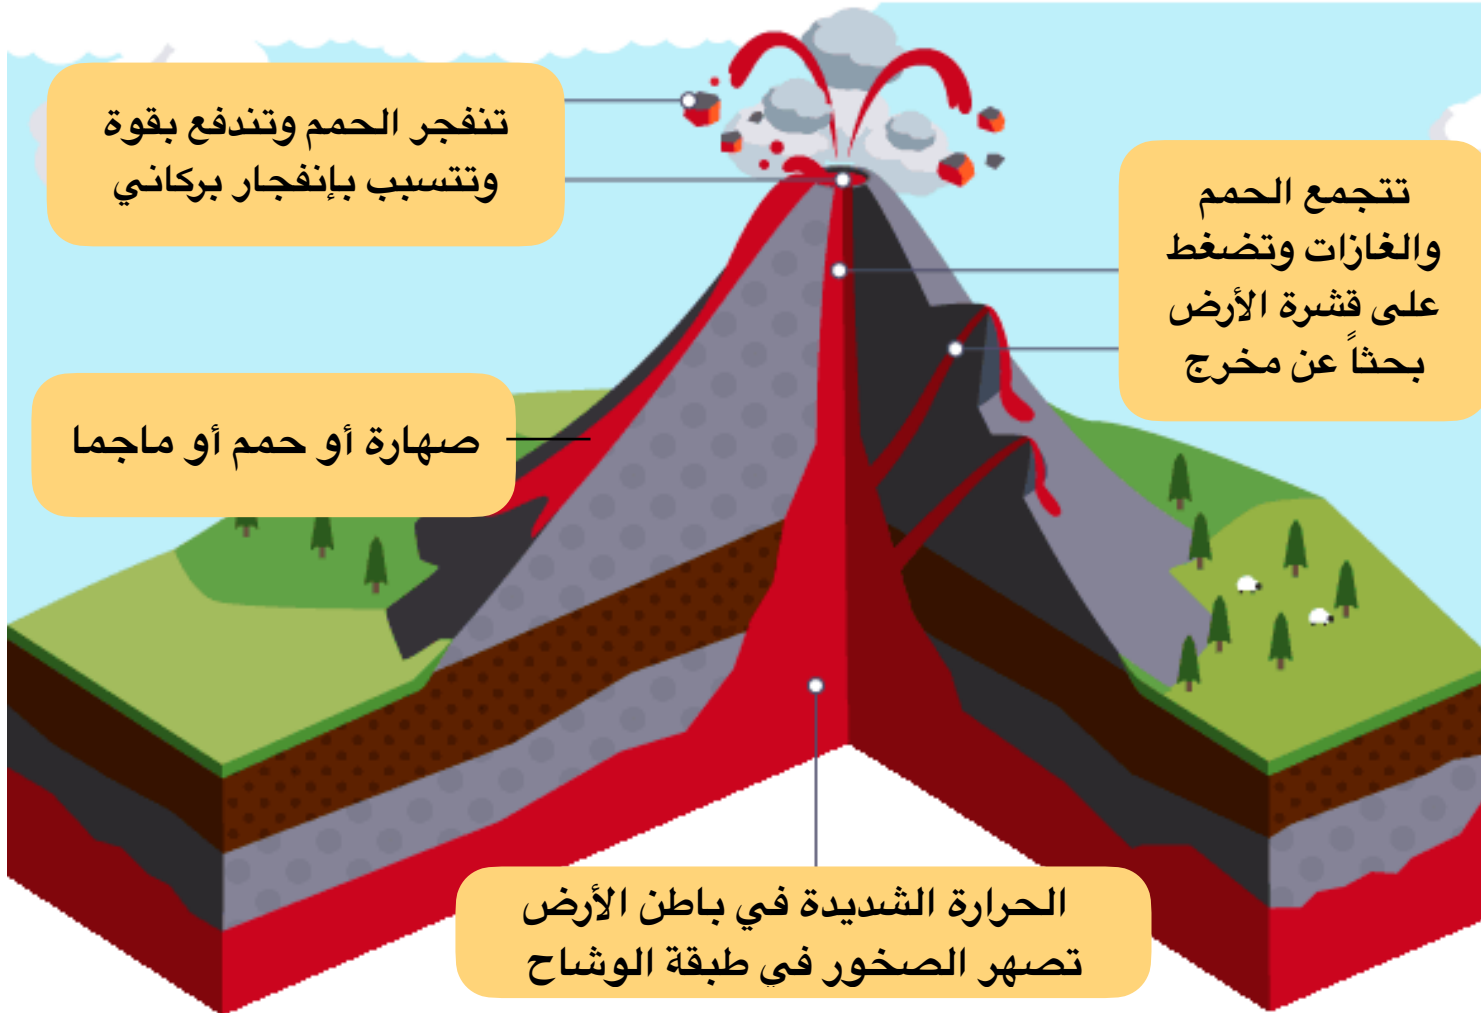 تنفجر الحمم وتندفع بقوة
وتتسبب بإنفجار بركاني
تتجمع الحمم
والغازات وتضغط
على قشرة الأرض
بحثاً عن مخرج
صهارة أو حمم أو ماجما
الحرارة الشديدة في باطن الأرض
تصهر الصخور في طبقة الوشاح